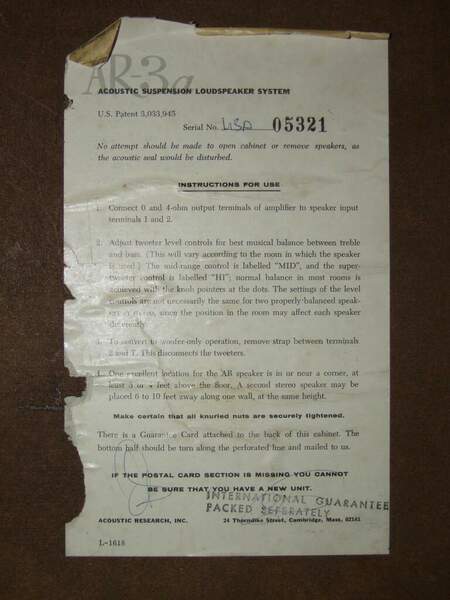 AR-3a
ACOUSTIC SUSPENSION LOUDSPEAKER SYSTEM
U.S. Patent 3,033,945
Serial No. 05321
No attempt should be made to open cabinet or remove speakers, as
the acoustic seal would be disturbed.
INSTRUCTIONS FOR USE
1. Connect 0 and 4-ohm output terminals of amplifier to speaker input
terminals 1 and 2.
2. Adjust tweeter level controls for best musical balance between treble
and bass. (This will vary according to the room in which the speaker
is used.) The mid-range control is labelled "MID", and the super-
tweeter control is labelled "HI"; normal balance in most rooms is
achieved with the knob pointers at the dots. The settings of the level
controls are not necessarily the same for two properly-balanced speak-
ers in stereo, since the position in the room may affect each speaker
differently.
3. To convert to woofer-only operation, remove strap between terminals
2 and T. This disconnects the tweeters.
4. One excellent location for the AR speaker is in or near a corner, at
least 3 or 4 feet above the floor. A second stereo speaker may be
placed 6 to 10 feet away along one wall, at the same height.
Make certain that all knurled nuts are securely tightened.
There is a Guarantee Card attached to the back of this cabinet. The
bottom half should be turn along the perforated line and mailed to us.
IF THE POSTAL CARD SECTION IS MISSING YOU CANNOT
BE SURE THAT YOU HAVE A NEW UNIT.
INTERNATIONAL GUARANTEE
PACKED SEPERATELY
ACOUSTIC RESEARCH, INC. 24 Thorndike Street, Cambridge, Mass. 02141
L-1618